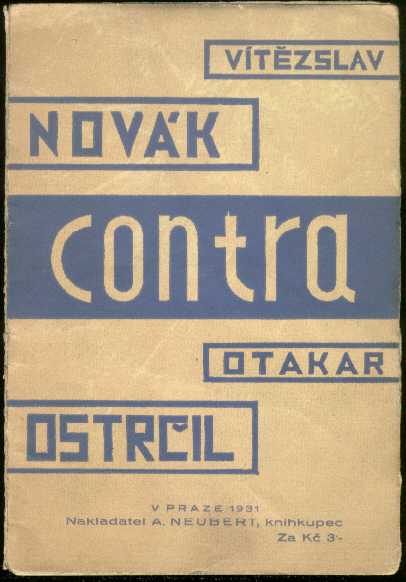 VÍTĚZSLAV
NOVÁK
contra
OTAKAR
OSTRČIL
V PRAZE 1931
Nakladatel A. NEUBERT, knihkupec
Za Kč 3·-